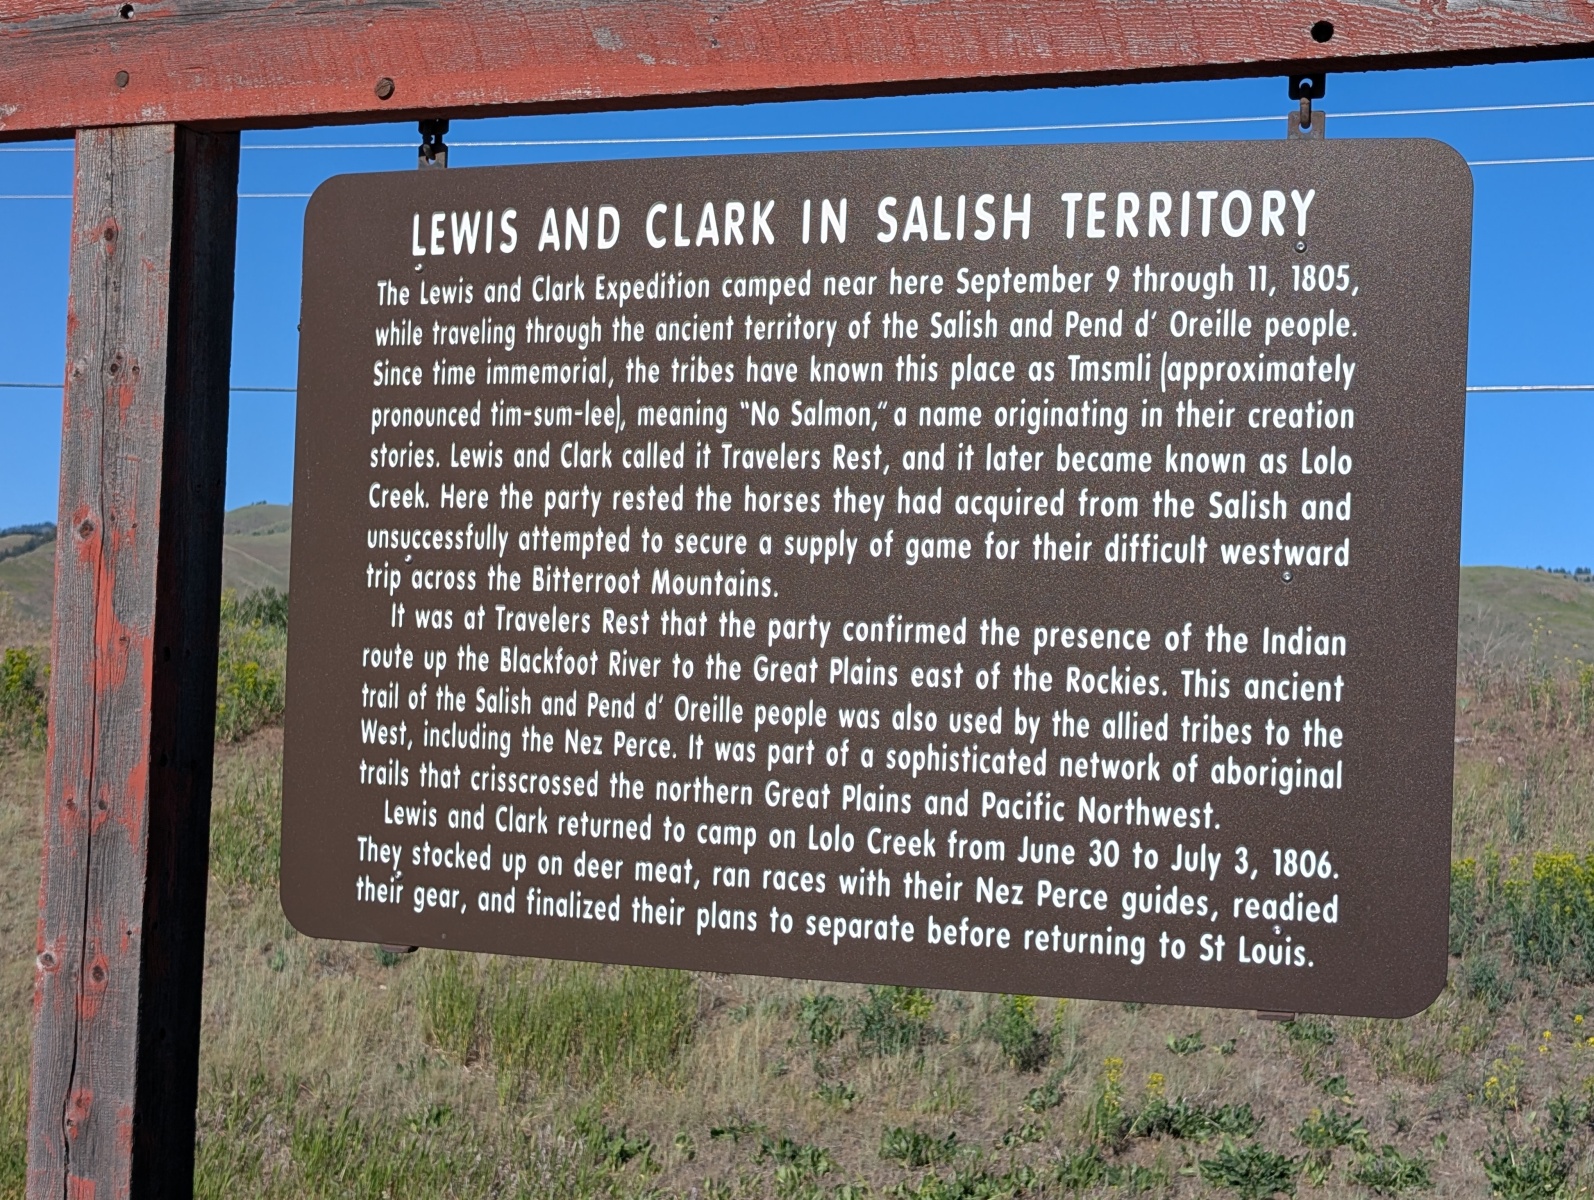 LEWIS AND CLARK IN SALISH TERRITORY
The Lewis and Clark Expedition camped near here September 9 through 11, 1805,
while traveling through the ancient territory of the Salish and Pend d' Oreille people.
Since time immemorial, the tribes have known this place as Tmsmli (approximately
pronounced tim-sum-lee), meaning "No Salmon," a name originating in their creation
stories. Lewis and Clark called it Travelers Rest, and it later became known as Lolo
Creek. Here the party rested the horses they had acquired from the Salish and
unsuccessfully attempted to secure a supply of game for their difficult westward
trip across the Bitterroot Mountains.
It was at Travelers Rest that the party confirmed the presence of the Indian
route up the Blackfoot River to the Great Plains east of the Rockies. This ancient
trail of the Salish and Pend d' Oreille people was also used by the allied tribes to the
West, including the Nez Perce. It was part of a sophisticated network of aboriginal
trails that crisscrossed the northern Great Plains and Pacific Northwest.
Lewis and Clark returned to camp on Lolo Creek from June 30 to July 3, 1806.
They stocked up on deer meat, ran races with their Nez Perce guides, readied
their gear, and finalized their plans to separate before returning to St Louis.